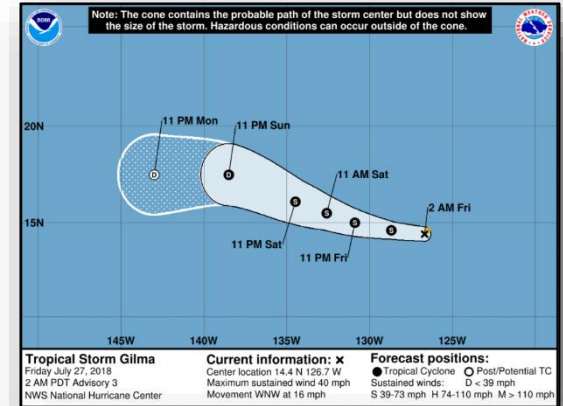 Note: The cone contains the probable path of the storm center but does not show
the size of the storm. Hazardous conditions can occur outside of the cone.
NOAA
11 PM Mon
11 PM Sun
20N
11 AM Sat
2 AM Fri
15N
11 PM Sat
11 PM Fri
D
D
S
S
S
S
145W
140W
135W
130W
125W
Tropical Storm Gilma
Friday July 27, 2018
2 AM PDT Advisory 3
NWS National Hurricane Center
Current information: ×
Center location 14.4 N 126.7 W
Maximum sustained wind 40 mph
Movement WNW at 16 mph
Forecast positions:
● Tropical Cyclone ○ Post/Potential TC
Sustained winds: D < 39 mph
S 39-73 mph H 74-110 mph M > 110 mph